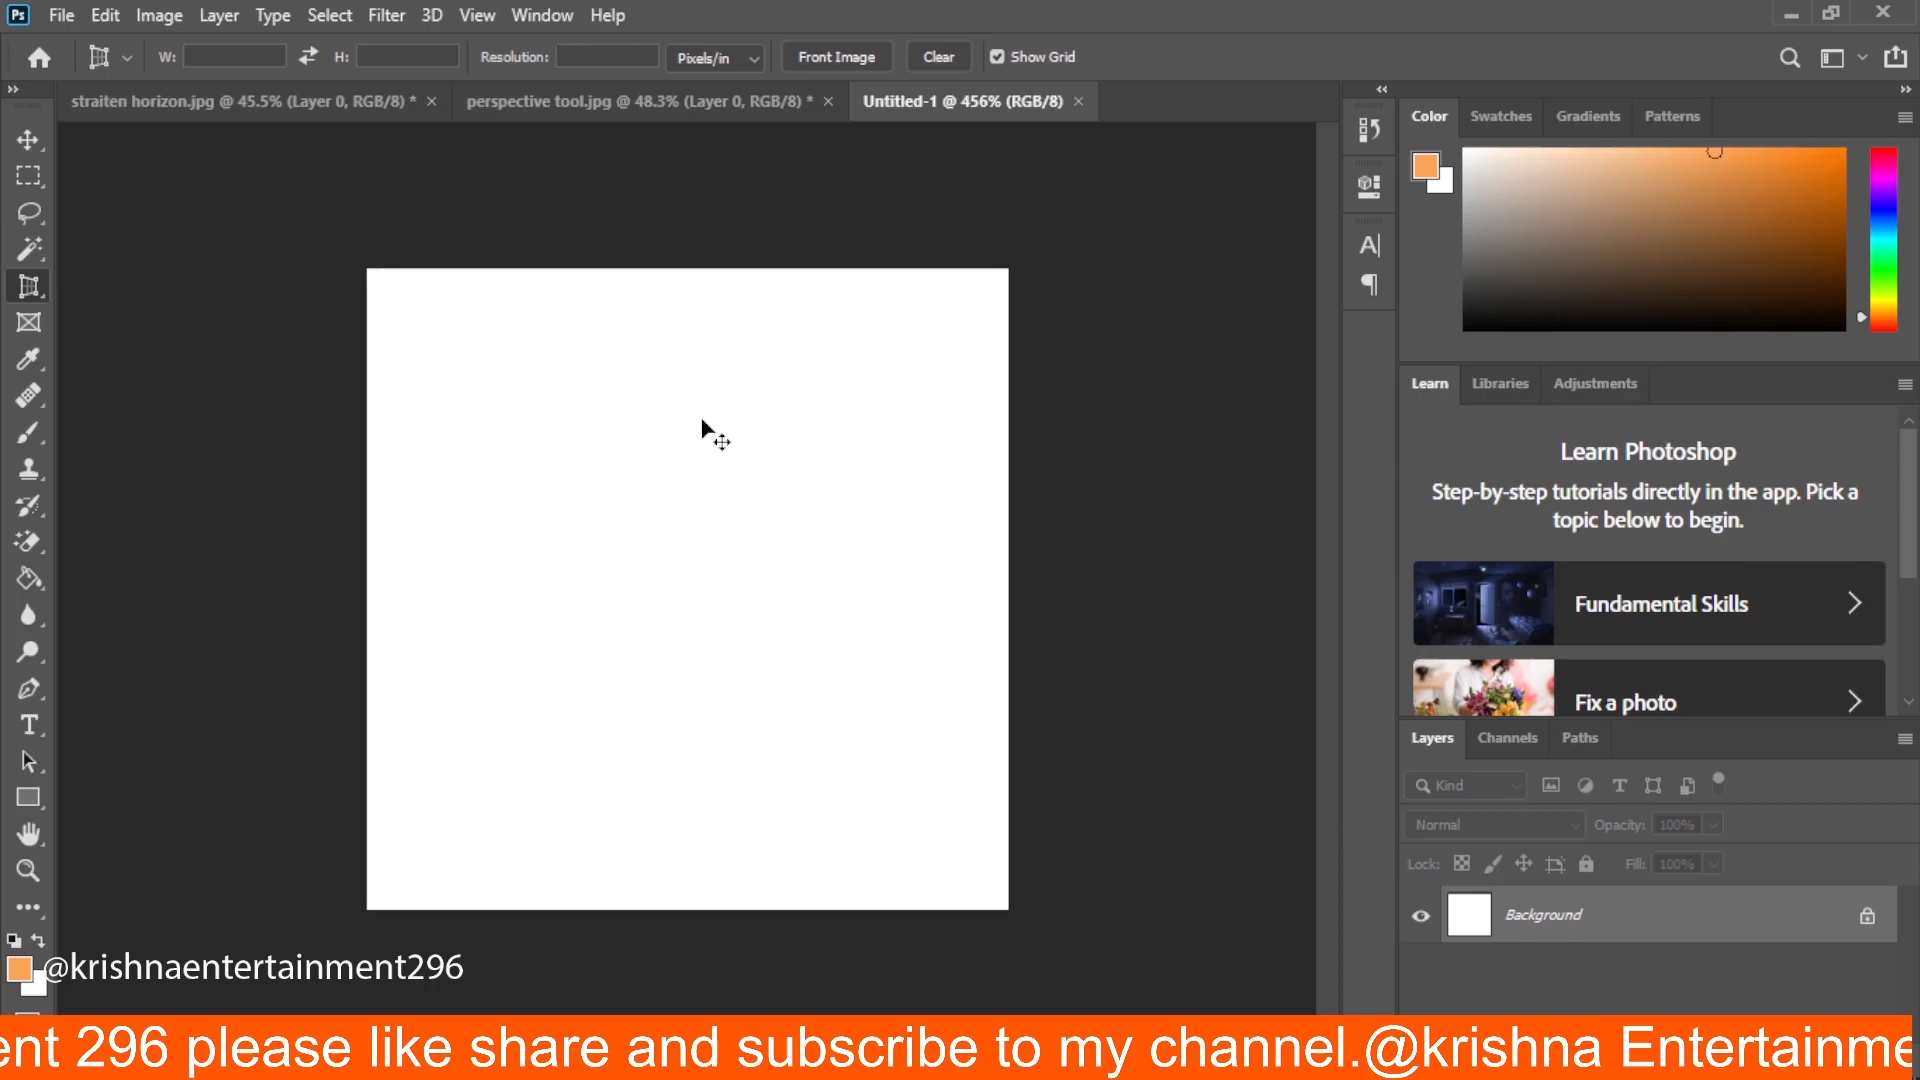 Ps File Edit Image Layer Type Select Filter 3D View Window Help
W: H: Resolution: Pixels/in Front Image Clear Show Grid
straiten horizon.jpg @ 45.5% (Layer 0, RGB/8) * × perspective tool.jpg @ 48.3% (Layer 0, RGB/8) * × Untitled-1 @ 456% (RGB/8) ×
Color Swatches Gradients Patterns
Learn Libraries Adjustments
Learn Photoshop
Step-by-step tutorials directly in the app. Pick a
topic below to begin.
Fundamental Skills
Fix a photo
Layers Channels Paths
Kind
Normal Opacity: 100%
Lock: Fill: 100%
Background
@krishnaentertainment296
ent 296 please like share and subscribe to my channel.@krishna Entertainme